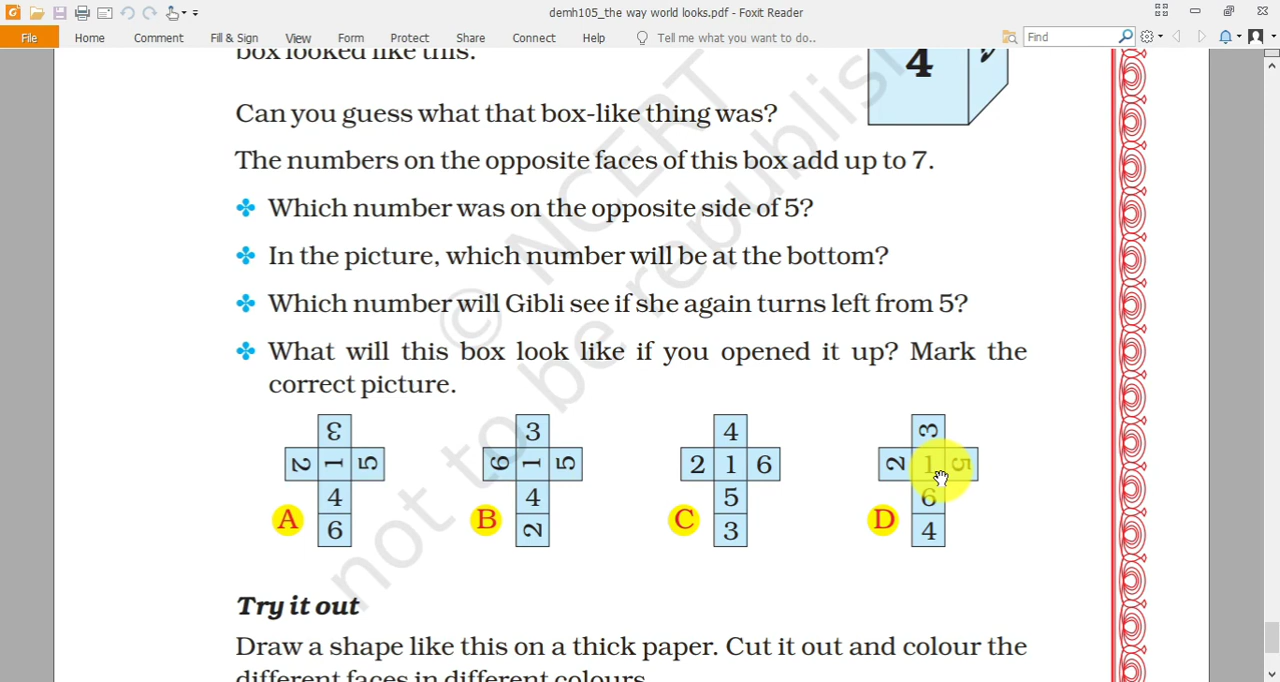 demh105_the way world looks.pdf - Foxit Reader
File Home Comment Fill & Sign View Form Protect Share Connect Help Tell me what you want to do.. Find
box looked like this.
4
Can you guess what that box-like thing was?
The numbers on the opposite faces of this box add up to 7.
Which number was on the opposite side of 5?
In the picture, which number will be at the bottom?
Which number will Gibli see if she again turns left from 5?
What will this box look like if you opened it up? Mark the
correct picture.
3 3 4 3
2 1 5 6 1 5 2 1 6 2 1 5
4 4 5 6
A 6 B 2 C 3 D 4
Try it out
Draw a shape like this on a thick paper. Cut it out and colour the
different faces in different colours.
© NCERT
not to be republish